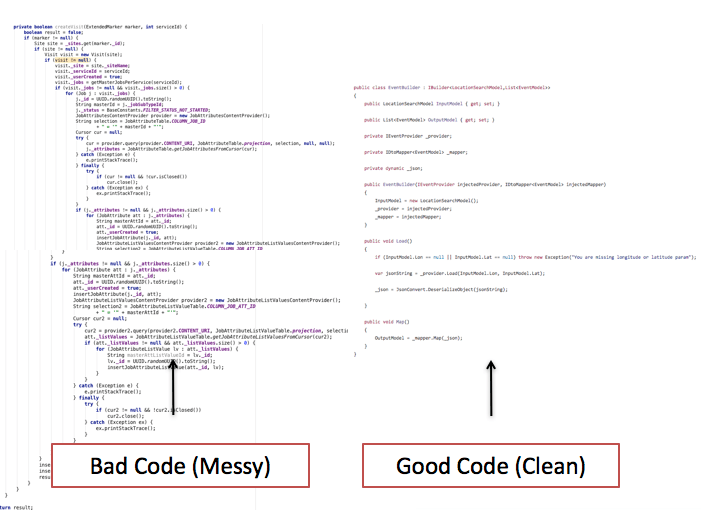 private boolean createVisit(ExtendedMarker marker, int serviceId) {
boolean result = false;
if (marker != null) {
Site site = _sites.get(marker._id);
if (site != null) {
Visit visit = new Visit(site);
if (visit != null) {
visit._site = site._siteName;
visit._serviceId = serviceId;
visit._userCreated = true;
visit._jobs = getMasterJobsPerService(serviceId);
if (visit._jobs != null && visit._jobs.size() > 0) {
for (Job j : visit._jobs) {
j._id = UUID.randomUUID().toString();
String masterId = j._jobSubTypeId;
j._status = BaseConstants.FILTER_STATUS_NOT_STARTED;
JobAttributesContentProvider provider = new JobAttributesContentProvider();
String selection = JobAttributeTable.COLUMN_JOB_ID
+ " = '" + masterId + "'";
Cursor cur = null;
try {
cur = provider.query(provider.CONTENT_URI, JobAttributeTable.projection, selection, null, null);
j._attributes = JobAttributeTable.getJobAttributesFromCursor(cur);
} catch (Exception e) {
e.printStackTrace();
} finally {
try {
if (cur != null && !cur.isClosed())
cur.close();
} catch (Exception ex) {
ex.printStackTrace();
}
}
if (j._attributes != null && j._attributes.size() > 0) {
for (JobAttribute att : j._attributes) {
String masterAttId = att._id;
att._id = UUID.randomUUID().toString();
att._userCreated = true;
insertJobAttribute(j._id, att);
JobAttributeListValuesContentProvider provider2 = new JobAttributeListValuesContentProvider();
String selection2 = JobAttributeListValueTable.COLUMN_JOB_ATT_ID
}
}
if (j._attributes != null && j._attributes.size() > 0) {
for (JobAttribute att : j._attributes) {
String masterAttId = att._id;
att._id = UUID.randomUUID().toString();
att._userCreated = true;
insertJobAttribute(j._id, att);
JobAttributeListValuesContentProvider provider2 = new JobAttributeListValuesContentProvider();
String selection2 = JobAttributeListValueTable.COLUMN_JOB_ATT_ID
+ " = '" + masterAttId + "'";
Cursor cur2 = null;
try {
cur2 = provider2.query(provider2.CONTENT_URI, JobAttributeListValueTable.projection, selectio
att._listValues = JobAttributeListValueTable.getJobAttributeListValuesFromCursor(cur2);
if (att._listValues != null && att._listValues.size() > 0) {
for (JobAttributeListValue lv : att._listValues) {
String masterAttListValueId = lv._id;
lv._id = UUID.randomUUID().toString();
insertJobAttributeListValue(att._id, lv);
}
}
} catch (Exception e) {
e.printStackTrace();
} finally {
try {
if (cur2 != null && !cur2.isClosed())
cur2.close();
} catch (Exception ex) {
ex.printStackTrace();
}
}
}
inse
inse
resu
}
}
}
turn result;
public class EventBuilder : IBuilder<LocationSearchModel,List<EventModel>>
{
public LocationSearchModel InputModel { get; set; }
public List<EventModel> OutputModel { get; set; }
private IEventProvider _provider;
private IDtoMapper<EventModel> _mapper;
private dynamic _json;
public EventBuilder(IEventProvider injectedProvider, IDtoMapper<EventModel> injectedMapper)
{
InputModel = new LocationSearchModel();
_provider = injectedProvider;
_mapper = injectedMapper;
}
public void Load()
{
if (InputModel.Lon == null || InputModel.Lat == null) throw new Exception("You are missing longitude or latitude param");
var jsonString = _provider.Load(InputModel.Lon, InputModel.Lat);
_json = JsonConvert.DeserializeObject(jsonString);
}
public void Map()
{
OutputModel = _mapper.Map(_json);
}
}
Bad Code (Messy)
Good Code (Clean)